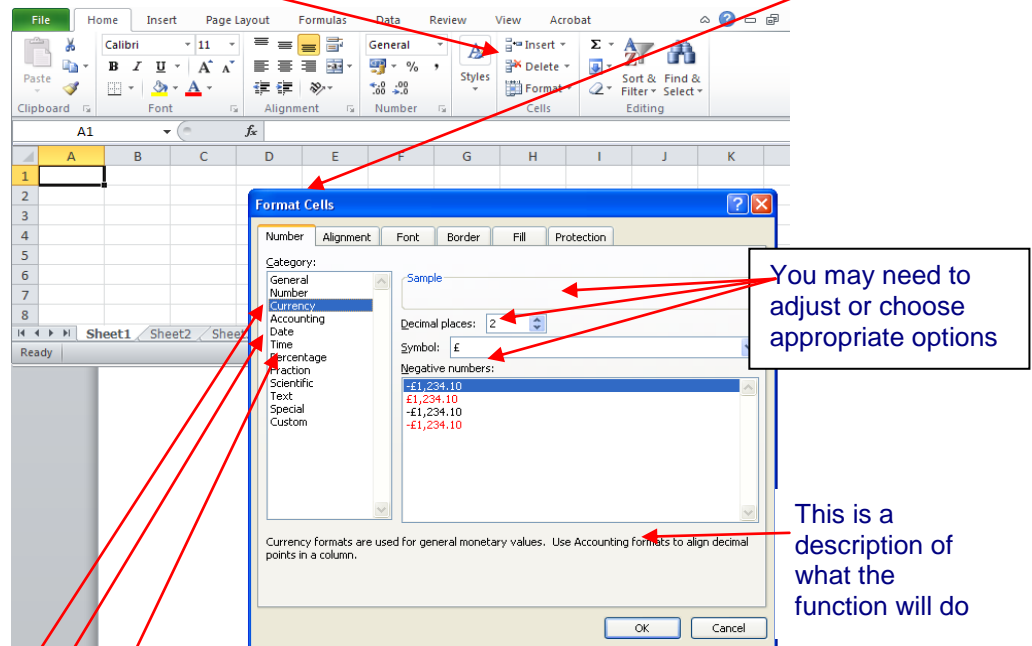 File Home Insert Page Layout Formulas Data Review View Acrobat
Calibri 11 General Insert Σ
Paste B I U A A % , Styles Delete Sort & Find &
Format Filter Select
Clipboard Font Alignment Number Cells Editing
A1 fx
A B C D E F G H I J K
1
2
3
4
5
6
7
8
Sheet1 Sheet2
Ready
Format Cells
Number Alignment Font Border Fill Protection
Category:
General
Number
Currency
Accounting
Date
Time
Percentage
Fraction
Scientific
Text
Special
Custom
Sample
Decimal places: 2
Symbol: £
Negative numbers:
-£1,234.10
£1,234.10
-£1,234.10
-£1,234.10
Currency formats are used for general monetary values. Use Accounting formats to align decimal
points in a column.
OK Cancel
You may need to
adjust or choose
appropriate options
This is a
description of
what the
function will do